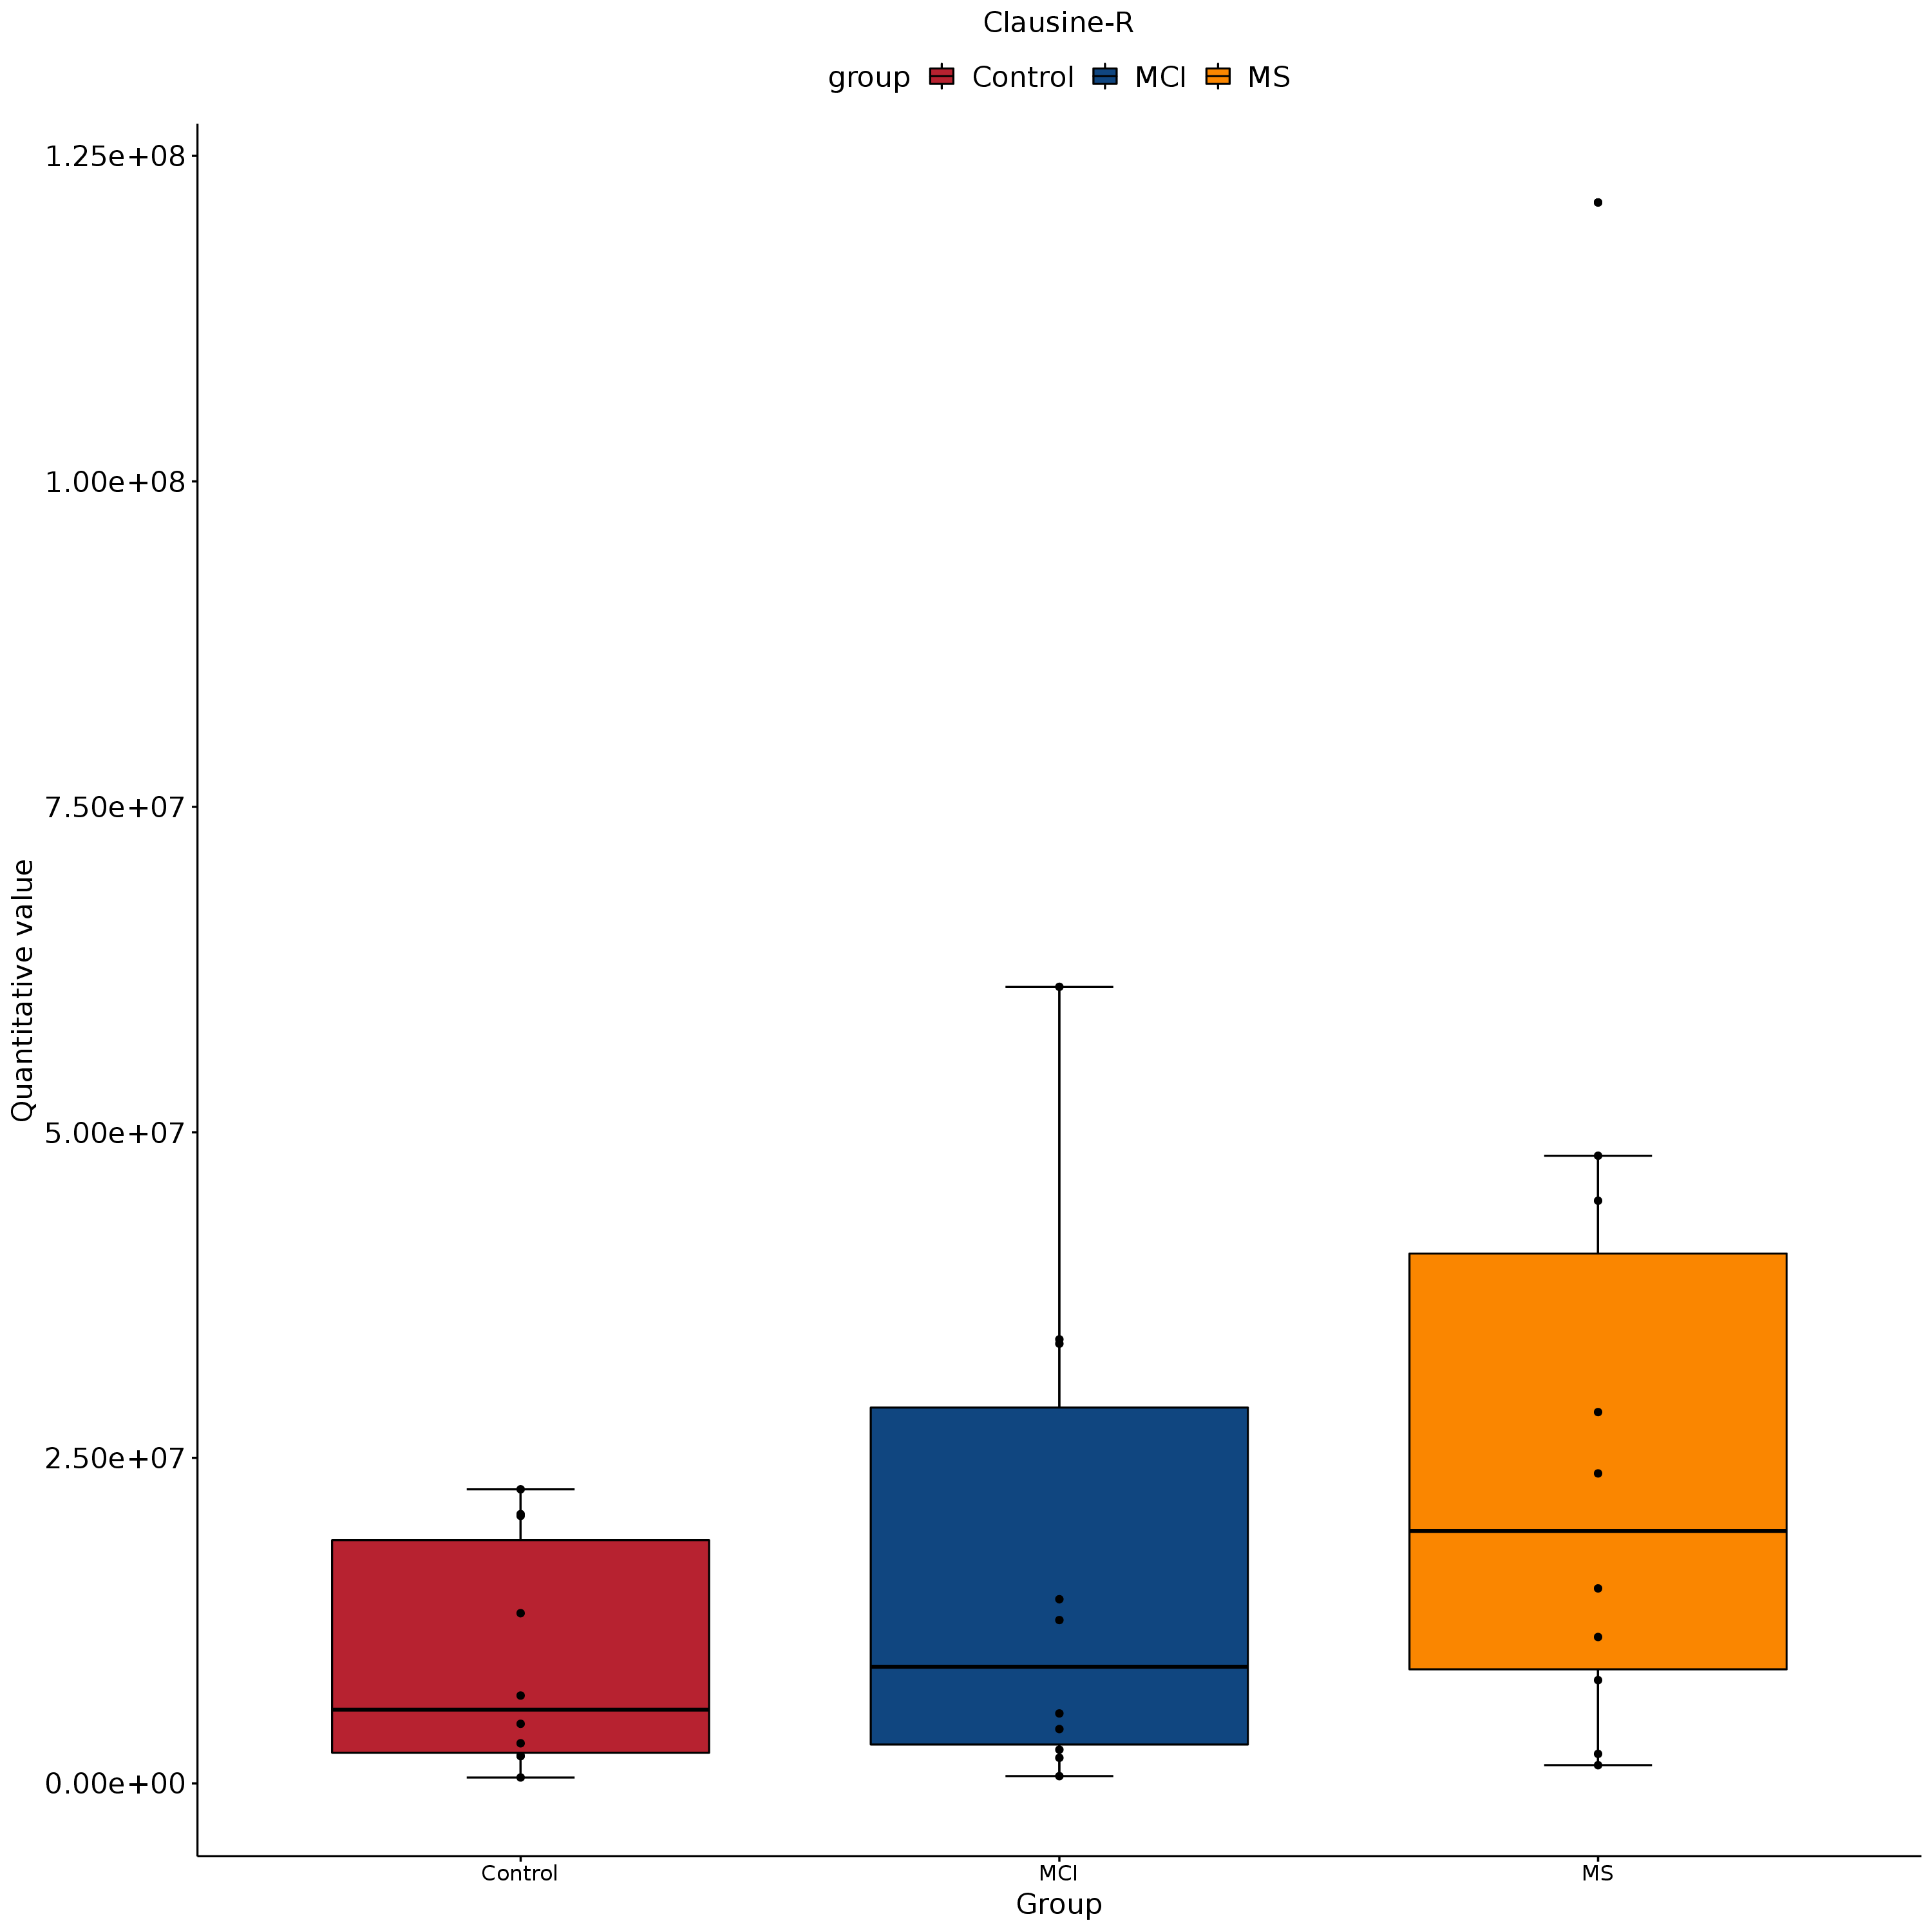 Clausine-R
group Control MCI MS
1.25e+08
1.00e+08
7.50e+07
5.00e+07
2.50e+07
0.00e+00
Quantitative value
Control MCI MS
Group